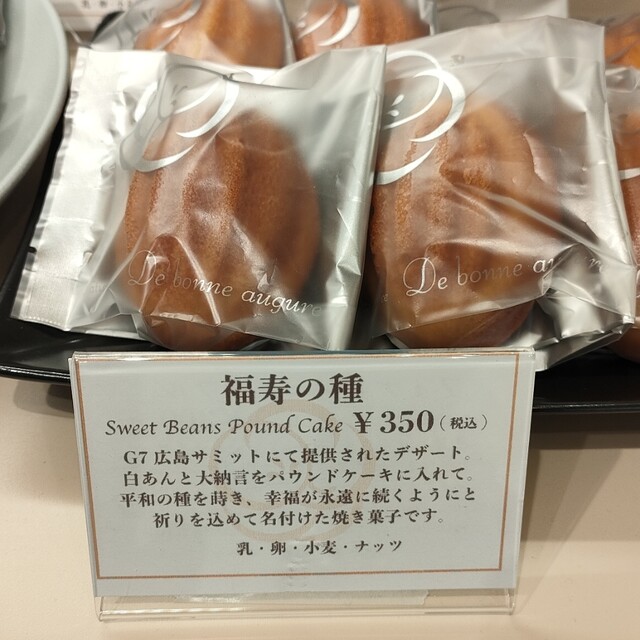 De bonne augure
De bonne au
福寿の種
Sweet Beans Pound Cake ¥350(税込)
G7広島サミットにて提供されたデザート。
白あんと大納言をパウンドケーキに入れて。
平和の種を蒔き、幸福が永遠に続くようにと
祈りを込めて名付けた焼き菓子です。
乳・卵・小麦・ナッツ